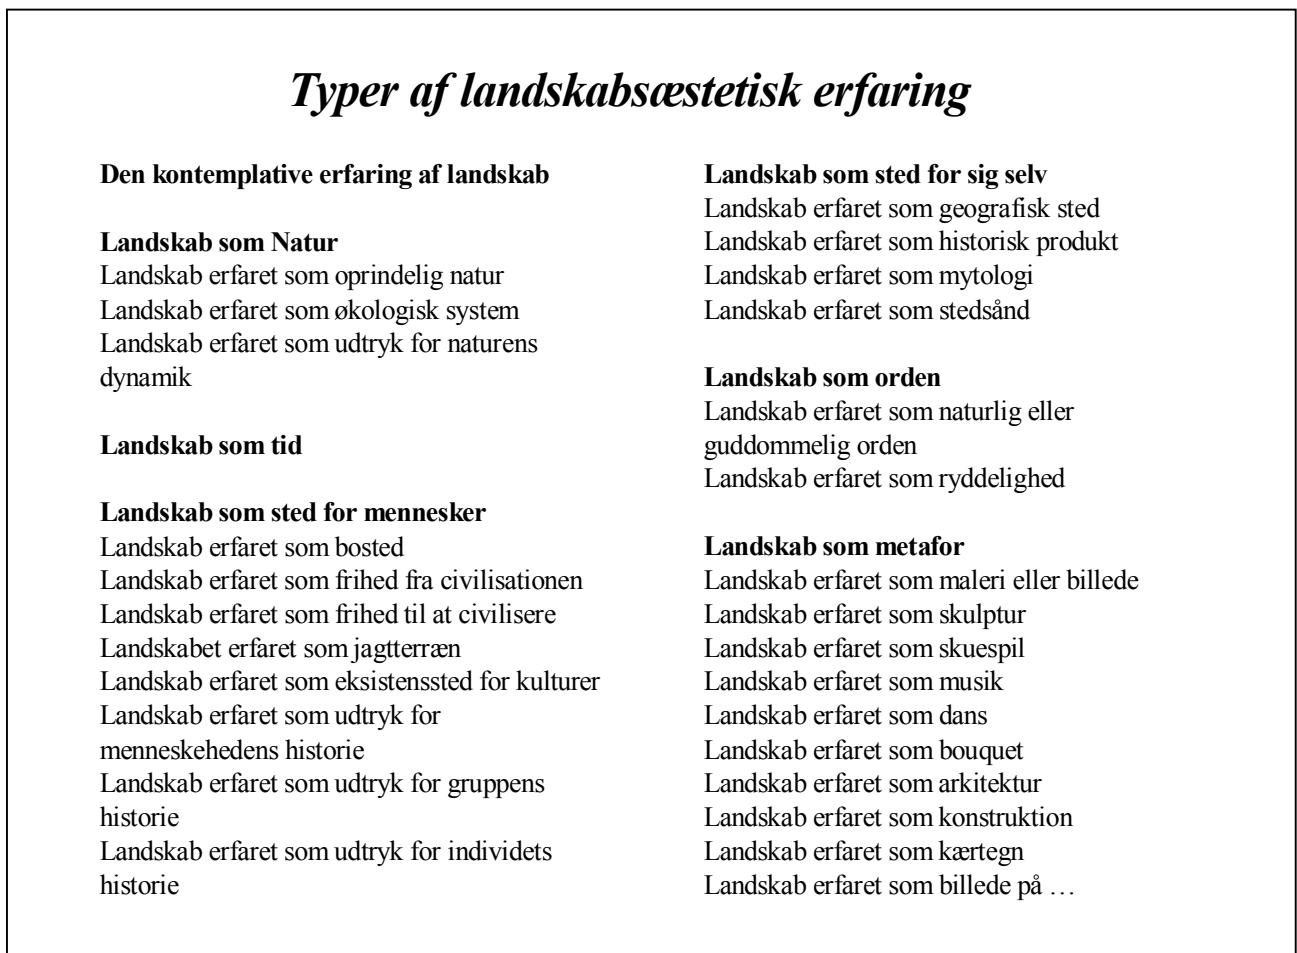 Typer af landskabsæstetisk erfaring
Den kontemplative erfaring af landskab
Landskab som Natur
Landskab erfaret som oprindelig natur
Landskab erfaret som økologisk system
Landskab erfaret som udtryk for naturens
dynamik
Landskab som tid
Landskab som sted for mennesker
Landskab erfaret som bosted
Landskab erfaret som frihed fra civilisationen
Landskab erfaret som frihed til at civilisere
Landskabet erfaret som jagtterræn
Landskab erfaret som eksistenssted for kulturer
Landskab erfaret som udtryk for
menneskehedens historie
Landskab erfaret som udtryk for gruppens
historie
Landskab erfaret som udtryk for individets
historie
Landskab som sted for sig selv
Landskab erfaret som geografisk sted
Landskab erfaret som historisk produkt
Landskab erfaret som mytologi
Landskab erfaret som stedsånd
Landskab som orden
Landskab erfaret som naturlig eller
guddommelig orden
Landskab erfaret som ryddelighed
Landskab som metafor
Landskab erfaret som maleri eller billede
Landskab erfaret som skulptur
Landskab erfaret som skuespil
Landskab erfaret som musik
Landskab erfaret som dans
Landskab erfaret som bouquet
Landskab erfaret som arkitektur
Landskab erfaret som konstruktion
Landskab erfaret som kærtegn
Landskab erfaret som billede på …